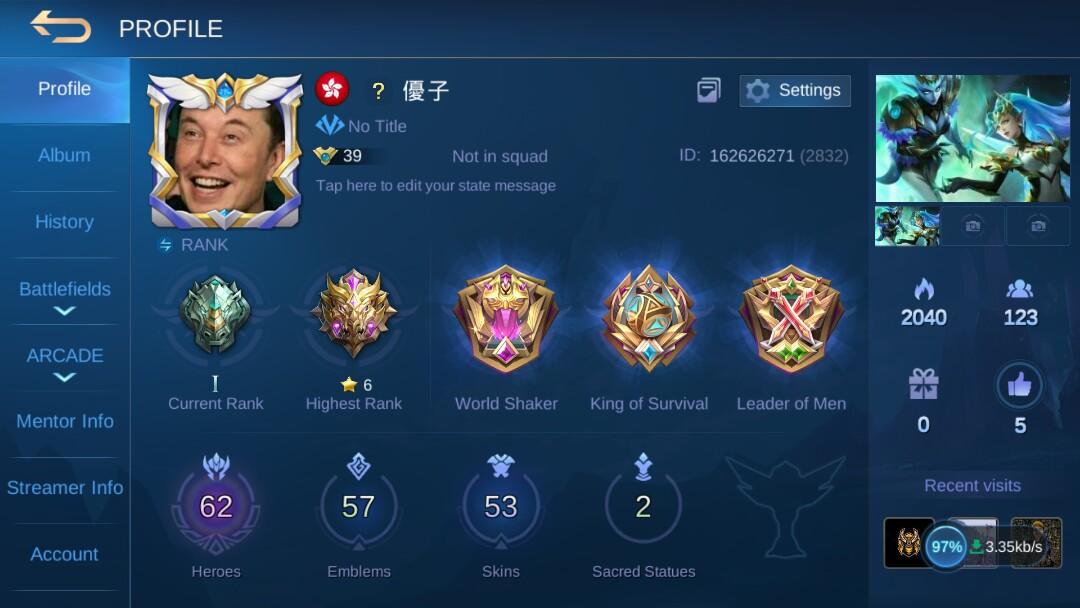 PROFILE
Profile
Album
History
Battlefields
ARCADE
Mentor Info
Streamer Info
Account
? 優子
Settings
No Title
39
Not in squad
ID: 162626271 (2832)
Tap here to edit your state message
RANK
I
Current Rank
6
Highest Rank
World Shaker
King of Survival
Leader of Men
62
Heroes
57
Emblems
53
Skins
2
Sacred Statues
2040
123
0
5
Recent visits
97%
3.35kb/s